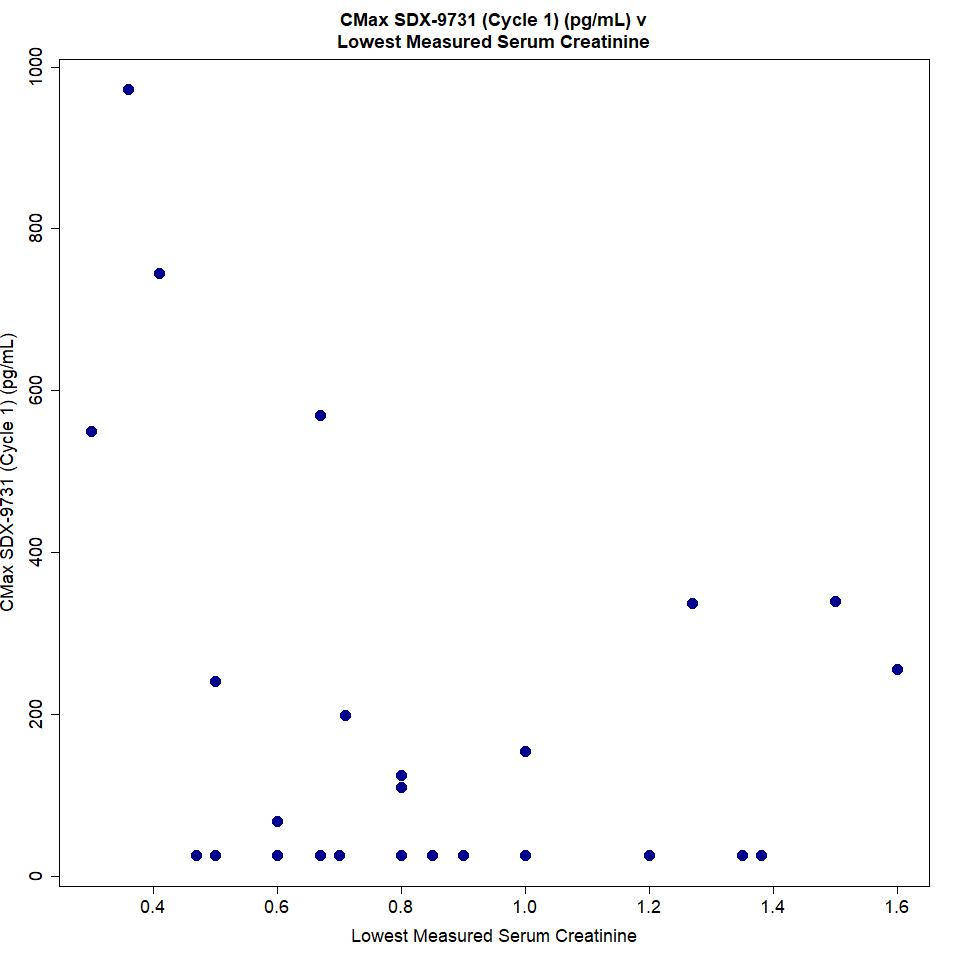 CMax SDX-9731 (Cycle 1) (pg/mL) v
Lowest Measured Serum Creatinine
1000
800
600
400
200
0
CMax SDX-9731 (Cycle 1) (pg/mL)
0.4 0.6 0.8 1.0 1.2 1.4 1.6
Lowest Measured Serum Creatinine